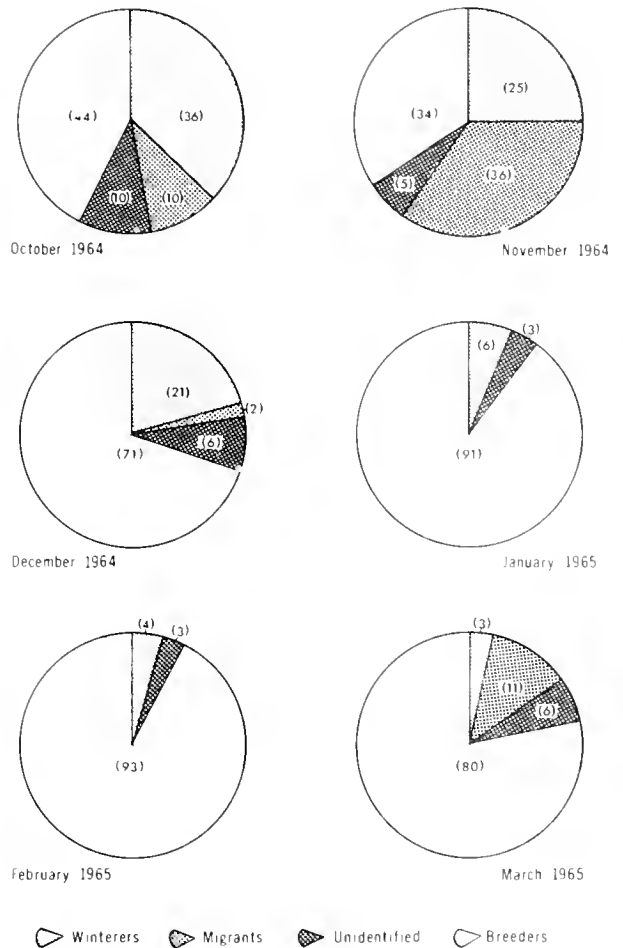 (44) (36)
(10) (10)
October 1964
(25)
(34)
(36)
(5)
November 1964
(21)
(2)
(6)
(71)
December 1964
(3)
(6)
(91)
January 1965
(4) (3)
(93)
February 1965
(3)
(11)
(6)
(80)
March 1965
Winterers Migrants Unidentified Breeders